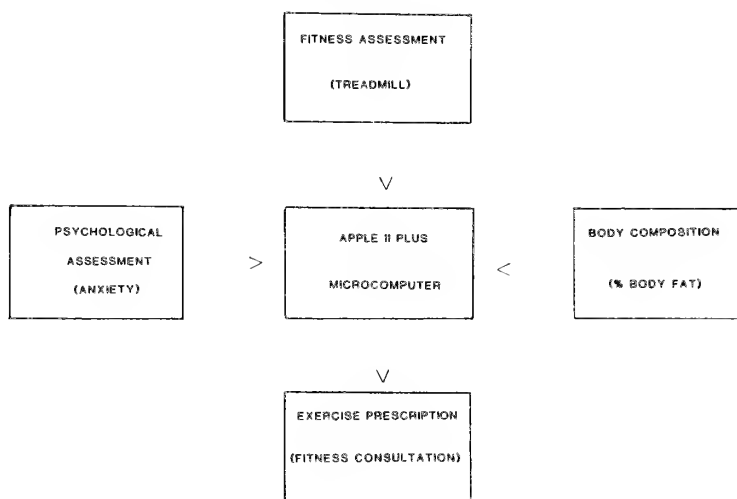 FITNESS ASSESSMENT
(TREADMILL)
PSYCHOLOGICAL
ASSESSMENT
(ANXIETY)
APPLE II PLUS
MICROCOMPUTER
BODY COMPOSITION
(% BODY FAT)
EXERCISE PRESCRIPTION
(FITNESS CONSULTATION)